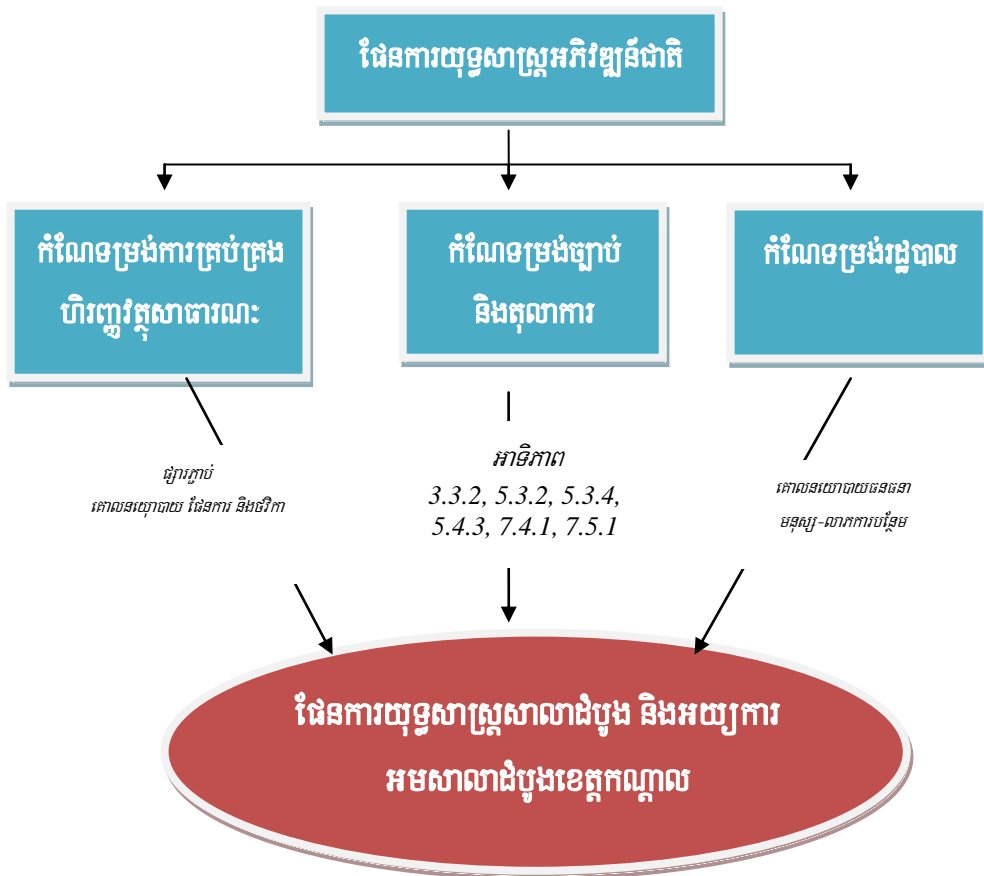 ផែនការយុទ្ធសាស្ត្រអភិវឌ្ឍន៍ជាតិ
កំណែទម្រង់ការគ្រប់គ្រង
ហិរញ្ញវត្ថុសាធារណៈ
កំណែទម្រង់ច្បាប់
និងតុលាការ
កំណែទម្រង់រដ្ឋបាល
ផ្សារភ្ជាប់
គោលនយោបាយ ផែនការ និងថវិកា
អាទិភាព
3.3.2, 5.3.2, 5.3.4,
5.4.3, 7.4.1, 7.5.1
គោលនយោបាយធនធនា
មនុស្ស-លាភការបន្ថែម
ផែនការយុទ្ធសាស្ត្រសាលាដំបូង និងអយ្យការ
អមសាលាដំបូងខេត្តកណ្តាល